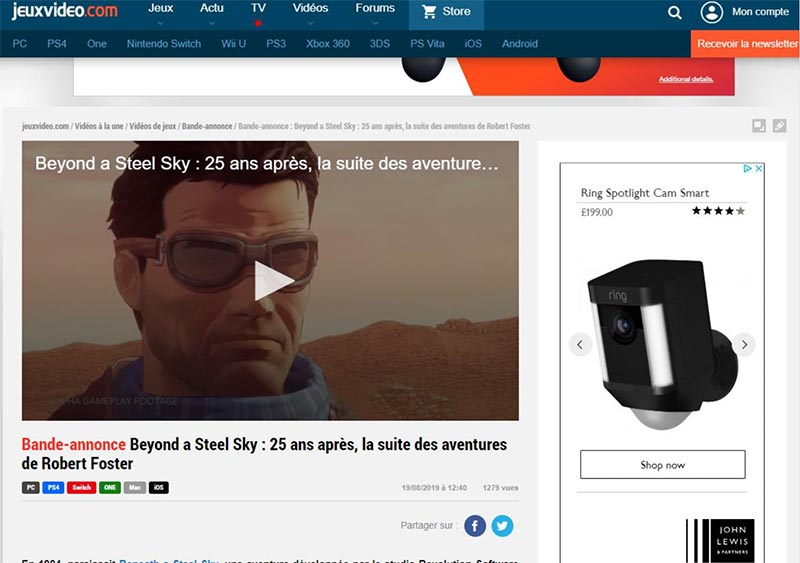 jeuxvideo.com
Jeux Actu TV Vidéos Forums Store Mon compte
PC PS4 One Nintendo Switch Wii U PS3 Xbox 360 3DS PS Vita iOS Android Recevoir la newsletter
Additional details.
jeuxvideo.com / Vidéos à la une / Vidéos de jeux / Bande-annonce / Bande-annonce : Beyond a Steel Sky : 25 ans après, la suite des aventures de Robert Foster
Beyond a Steel Sky : 25 ans après, la suite des aventure…
GAMEPLAY FOOTAGE
Bande-annonce Beyond a Steel Sky : 25 ans après, la suite des aventures
de Robert Foster
PC PS4 Switch ONE Mac iOS
19/08/2019 à 12:40 1279 vues
Partager sur :
En 1994, paraissait Beneath a Steel Sky, une aventure développée par le studio Revolution Software
Ring Spotlight Cam Smart
£199.00
ring
Shop now
JOHN
LEWIS
& PARTNERS